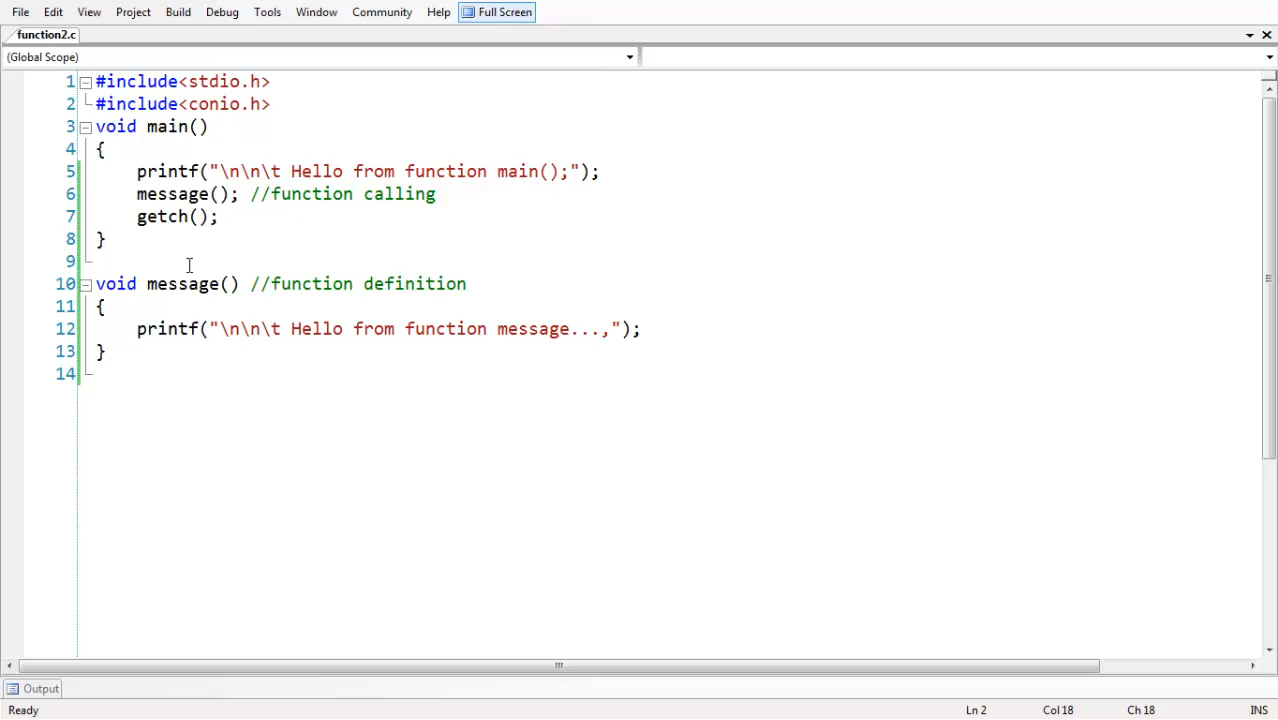 File Edit View Project Build Debug Tools Window Community Help Full Screen
function2.c
(Global Scope)
1 #include<stdio.h>
2 #include<conio.h>
3 void main()
4 {
5 printf("\n\n\t Hello from function main();");
6 message(); //function calling
7 getch();
8 }
9
10 void message() //function definition
11 {
12 printf("\n\n\t Hello from function message...,");
13 }
14
Output
Ready Ln 2 Col 18 Ch 18 INS